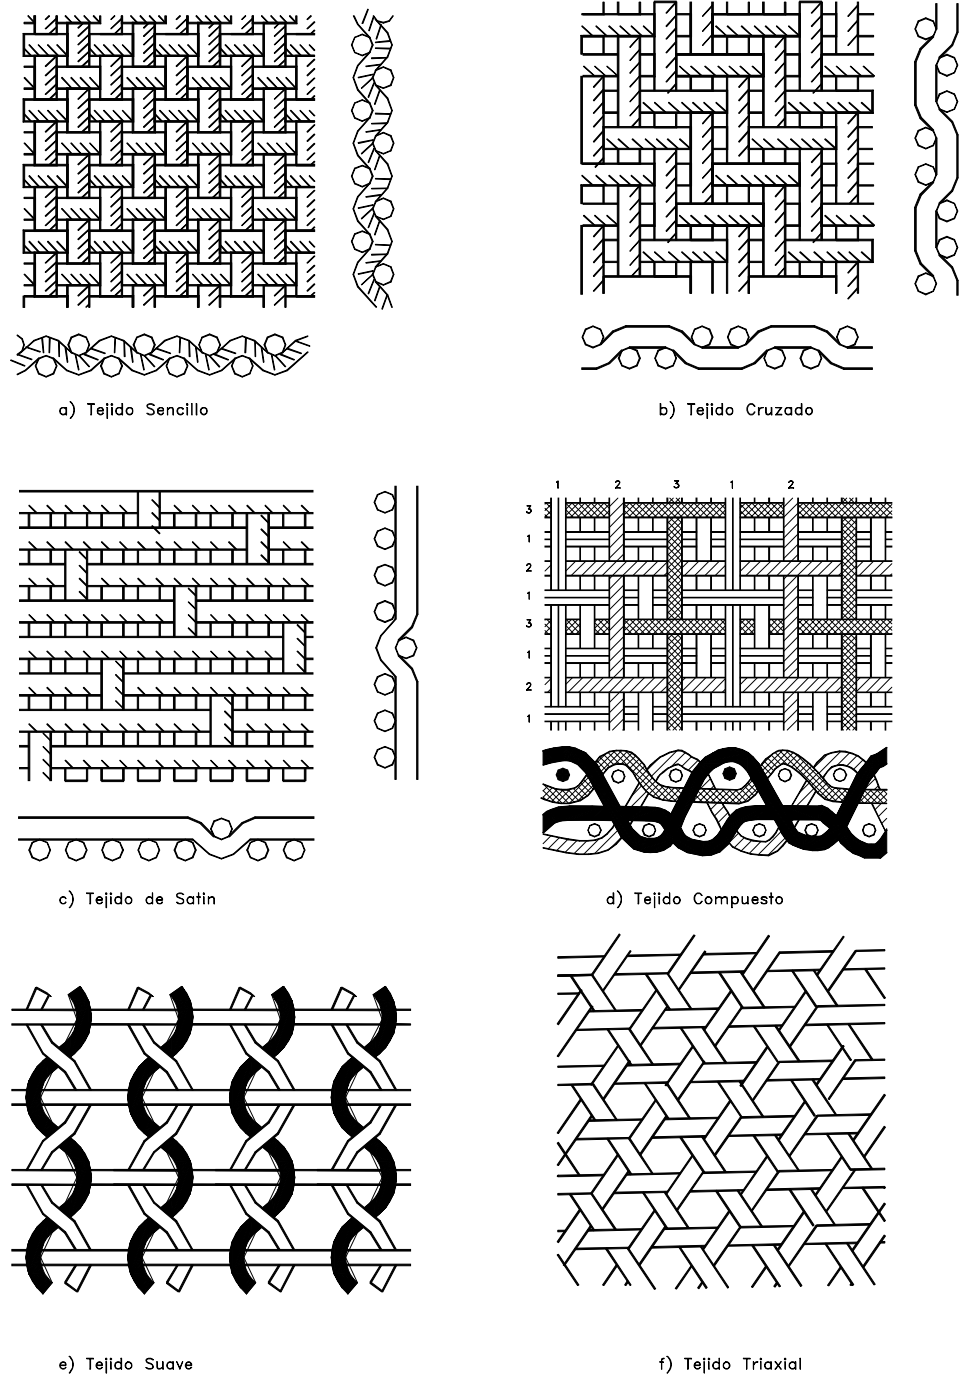 a) Tejido Sencillo
b) Tejido Cruzado
1 2 3 1 2
3
1
2
1
3
1
2
1
c) Tejido de Satin
d) Tejido Compuesto
e) Tejido Suave
f) Tejido Triaxial